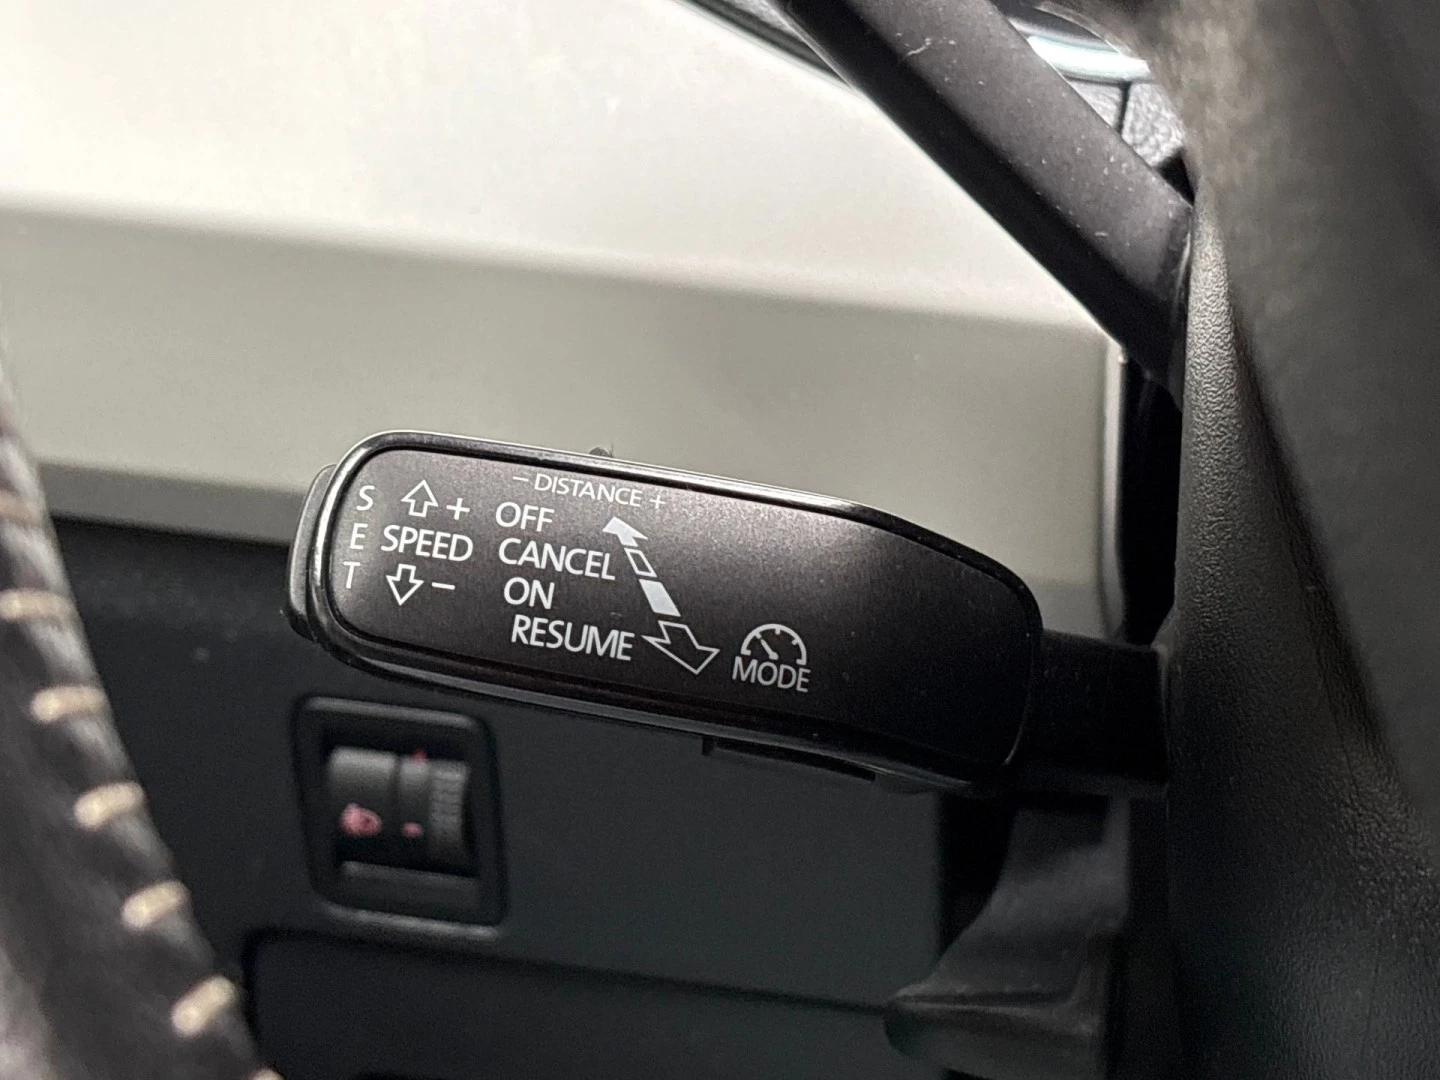 − DISTANCE +
S
E
T
+
SPEED
−
OFF
CANCEL
ON
RESUME
MODE